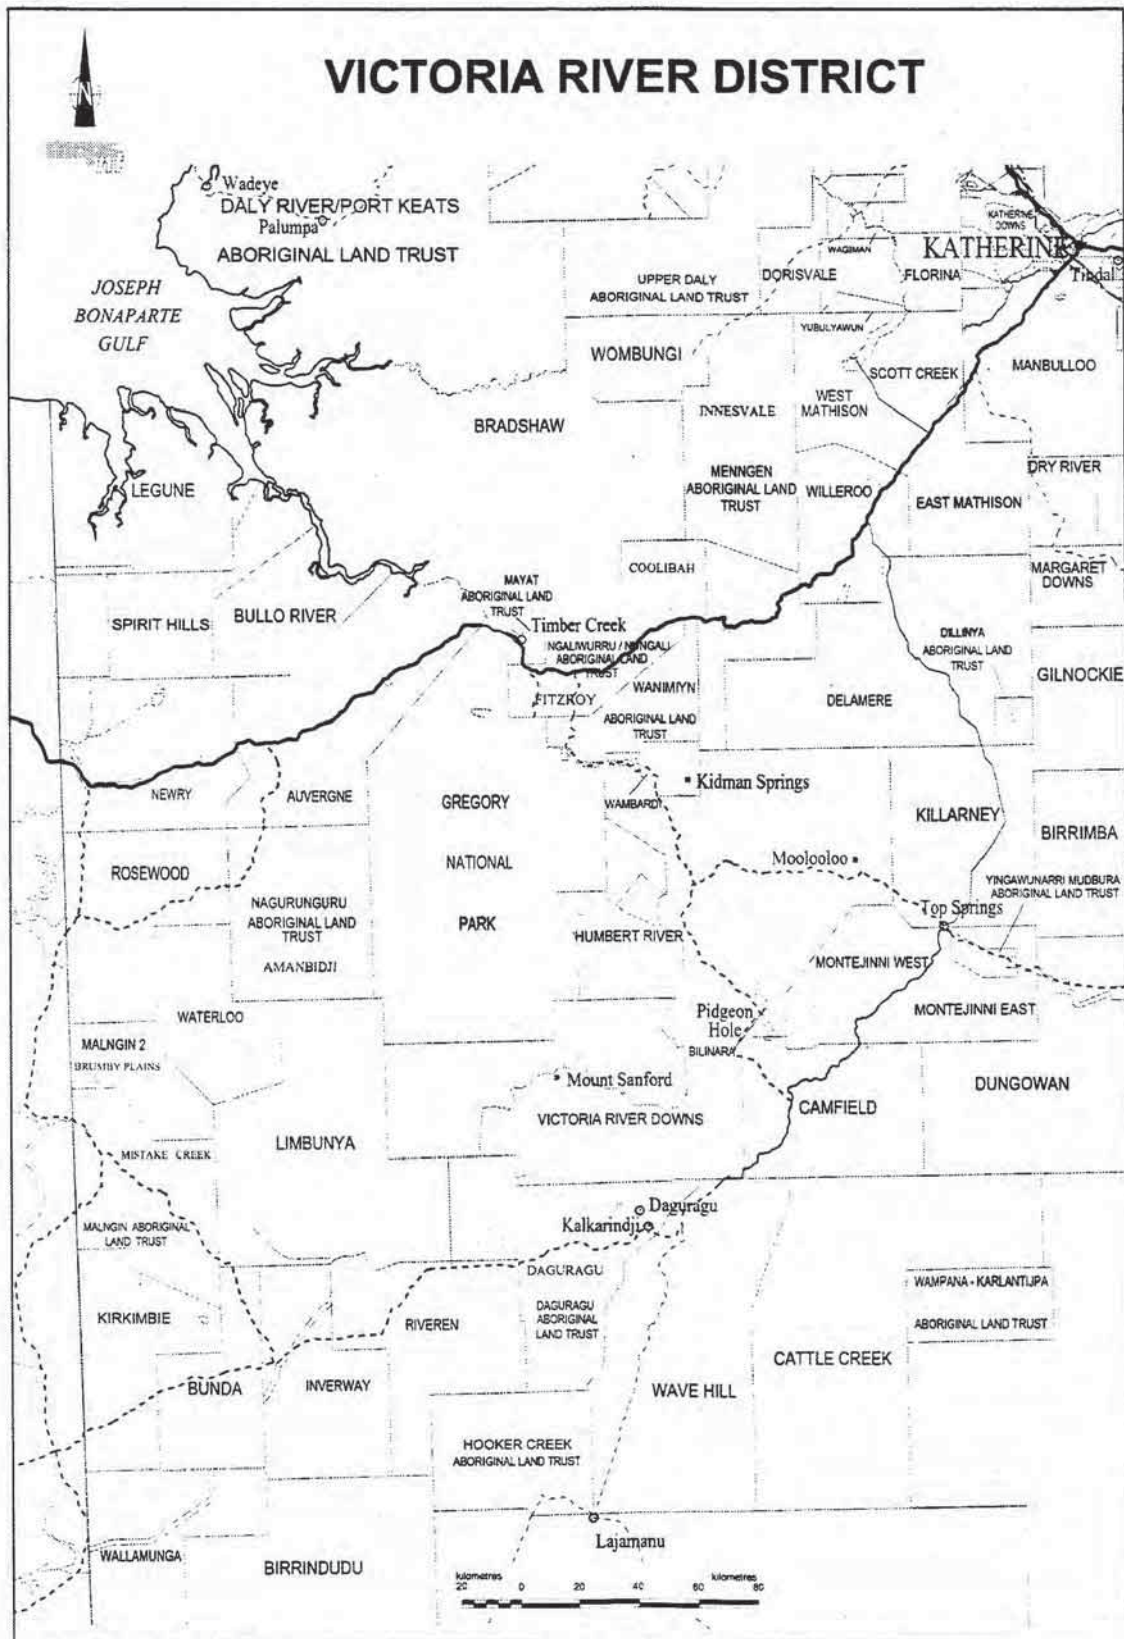 VICTORIA RIVER DISTRICT
N
Wadeye
DALY RIVER/PORT KEATS
Palumpa
ABORIGINAL LAND TRUST
KATHERINE
DOWNS
KATHERINE
Tindal
WAGIMAN
UPPER DALY
ABORIGINAL LAND TRUST
DORISVALE
FLORINA
JOSEPH
BONAPARTE
GULF
YUBULYAWUN
WOMBUNGI
SCOTT CREEK
MANBULLOO
WEST
MATHISON
INNESVALE
BRADSHAW
LEGUNE
MENNGEN
ABORIGINAL LAND
TRUST
WILLEROO
DRY RIVER
EAST MATHISON
COOLIBAH
MARGARET
DOWNS
MAYAT
ABORIGINAL LAND
TRUST
SPIRIT HILLS
BULLO RIVER
Timber Creek
NGALIWURRU / NUNGALI
ABORIGINAL LAND
TRUST
DILLINYA
ABORIGINAL LAND
TRUST
GILNOCKIE
FITZROY
WANIMIYN
ABORIGINAL LAND
TRUST
DELAMERE
NEWRY
AUVERGNE
GREGORY
NATIONAL
PARK
WAMBARDI
Kidman Springs
KILLARNEY
BIRRIMBA
ROSEWOOD
Moolooloo
YINGAWUNARRI MUDBURA
ABORIGINAL LAND TRUST
Top Springs
NAGURUNGURU
ABORIGINAL LAND
TRUST
AMANBIDJI
HUMBERT RIVER
MONTEJINNI WEST
WATERLOO
Pidgeon
Hole
MONTEJINNI EAST
MALNGIN 2
BRUMBY PLAINS
BILINARA
Mount Sanford
DUNGOWAN
VICTORIA RIVER DOWNS
CAMFIELD
LIMBUNYA
MISTAKE CREEK
Daguragu
Kalkarindji
MALNGIN ABORIGINAL
LAND TRUST
DAGURAGU
WAMPANA - KARLANTIJPA
ABORIGINAL LAND TRUST
KIRKIMBIE
RIVEREN
DAGURAGU
ABORIGINAL
LAND TRUST
CATTLE CREEK
BUNDA
INVERWAY
WAVE HILL
HOOKER CREEK
ABORIGINAL LAND TRUST
Lajamanu
WALLAMUNGA
BIRRINDUDU
kilometres kilometres
20 0 20 40 60 80